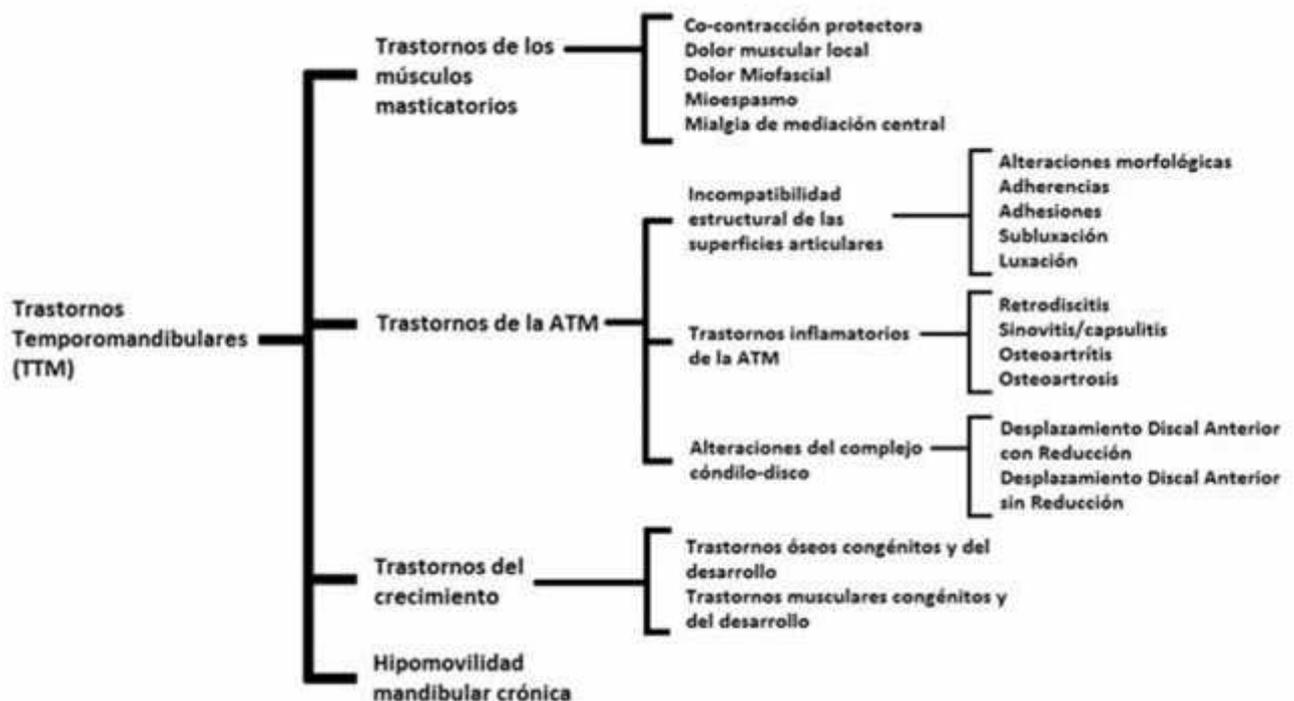 Trastornos
Temporomandibulares
(TTM)
Trastornos de los
músculos
masticatorios
Co-contracción protectora
Dolor muscular local
Dolor Miofascial
Mioespasmo
Mialgia de mediación central
Trastornos de la ATM
Incompatibilidad
estructural de las
superficies articulares
Alteraciones morfológicas
Adherencias
Adhesiones
Subluxación
Luxación
Trastornos inflamatorios
de la ATM
Retrodiscitis
Sinovitis/capsulitis
Osteoartrítis
Osteoartrosis
Alteraciones del complejo
cóndilo-disco
Desplazamiento Discal Anterior
con Reducción
Desplazamiento Discal Anterior
sin Reducción
Trastornos del
crecimiento
Trastornos óseos congénitos y del
desarrollo
Trastornos musculares congénitos y
del desarrollo
Hipomovilidad
mandibular crónica